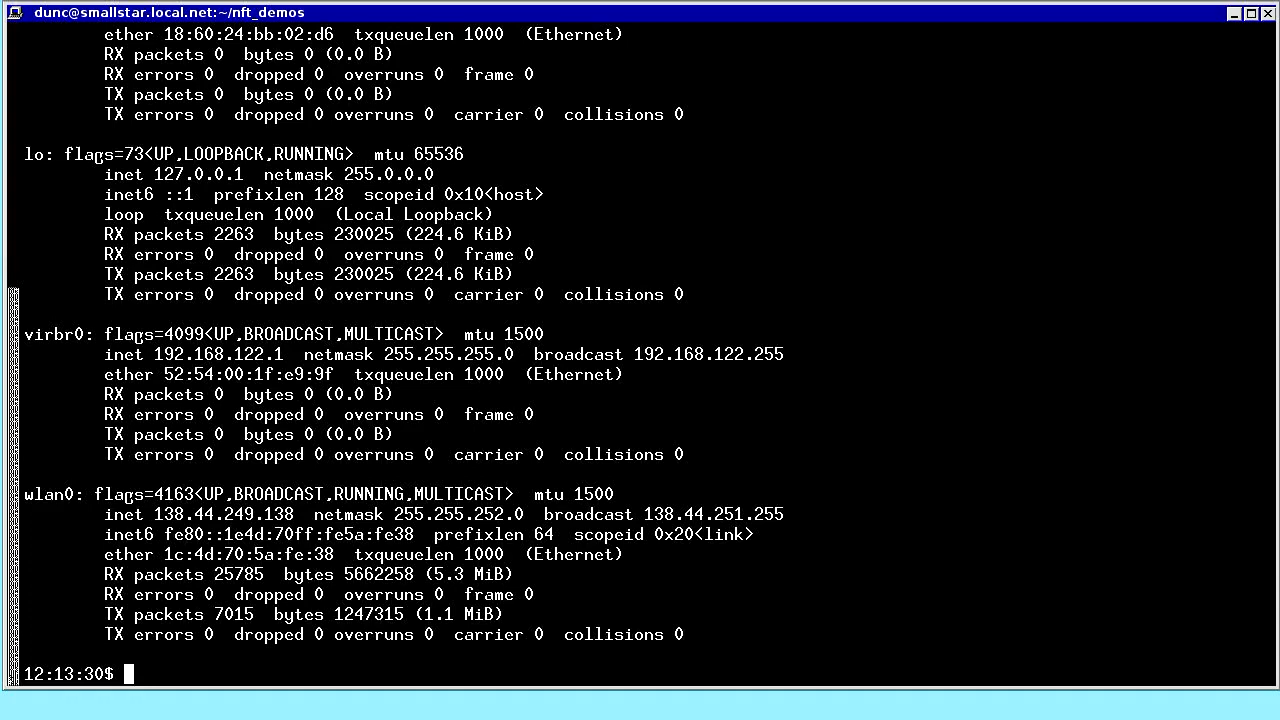 dunc@smallstar.local.net:~/nft_demos
ether 18:60:24:bb:02:d6  txqueuelen 1000  (Ethernet)
RX packets 0  bytes 0 (0.0 B)
RX errors 0  dropped 0  overruns 0  frame 0
TX packets 0  bytes 0 (0.0 B)
TX errors 0  dropped 0 overruns 0  carrier 0  collisions 0
lo: flags=73<UP,LOOPBACK,RUNNING>  mtu 65536
inet 127.0.0.1  netmask 255.0.0.0
inet6 ::1  prefixlen 128  scopeid 0x10<host>
loop  txqueuelen 1000  (Local Loopback)
RX packets 2263  bytes 230025 (224.6 KiB)
RX errors 0  dropped 0  overruns 0  frame 0
TX packets 2263  bytes 230025 (224.6 KiB)
TX errors 0  dropped 0 overruns 0  carrier 0  collisions 0
virbr0: flags=4099<UP,BROADCAST,MULTICAST>  mtu 1500
inet 192.168.122.1  netmask 255.255.255.0  broadcast 192.168.122.255
ether 52:54:00:1f:e9:9f  txqueuelen 1000  (Ethernet)
RX packets 0  bytes 0 (0.0 B)
RX errors 0  dropped 0  overruns 0  frame 0
TX packets 0  bytes 0 (0.0 B)
TX errors 0  dropped 0 overruns 0  carrier 0  collisions 0
wlan0: flags=4163<UP,BROADCAST,RUNNING,MULTICAST>  mtu 1500
inet 138.44.249.138  netmask 255.255.252.0  broadcast 138.44.251.255
inet6 fe80::1e4d:70ff:fe5a:fe38  prefixlen 64  scopeid 0x20<link>
ether 1c:4d:70:5a:fe:38  txqueuelen 1000  (Ethernet)
RX packets 25785  bytes 5662258 (5.3 MiB)
RX errors 0  dropped 0  overruns 0  frame 0
TX packets 7015  bytes 1247315 (1.1 MiB)
TX errors 0  dropped 0 overruns 0  carrier 0  collisions 0
12:13:30$